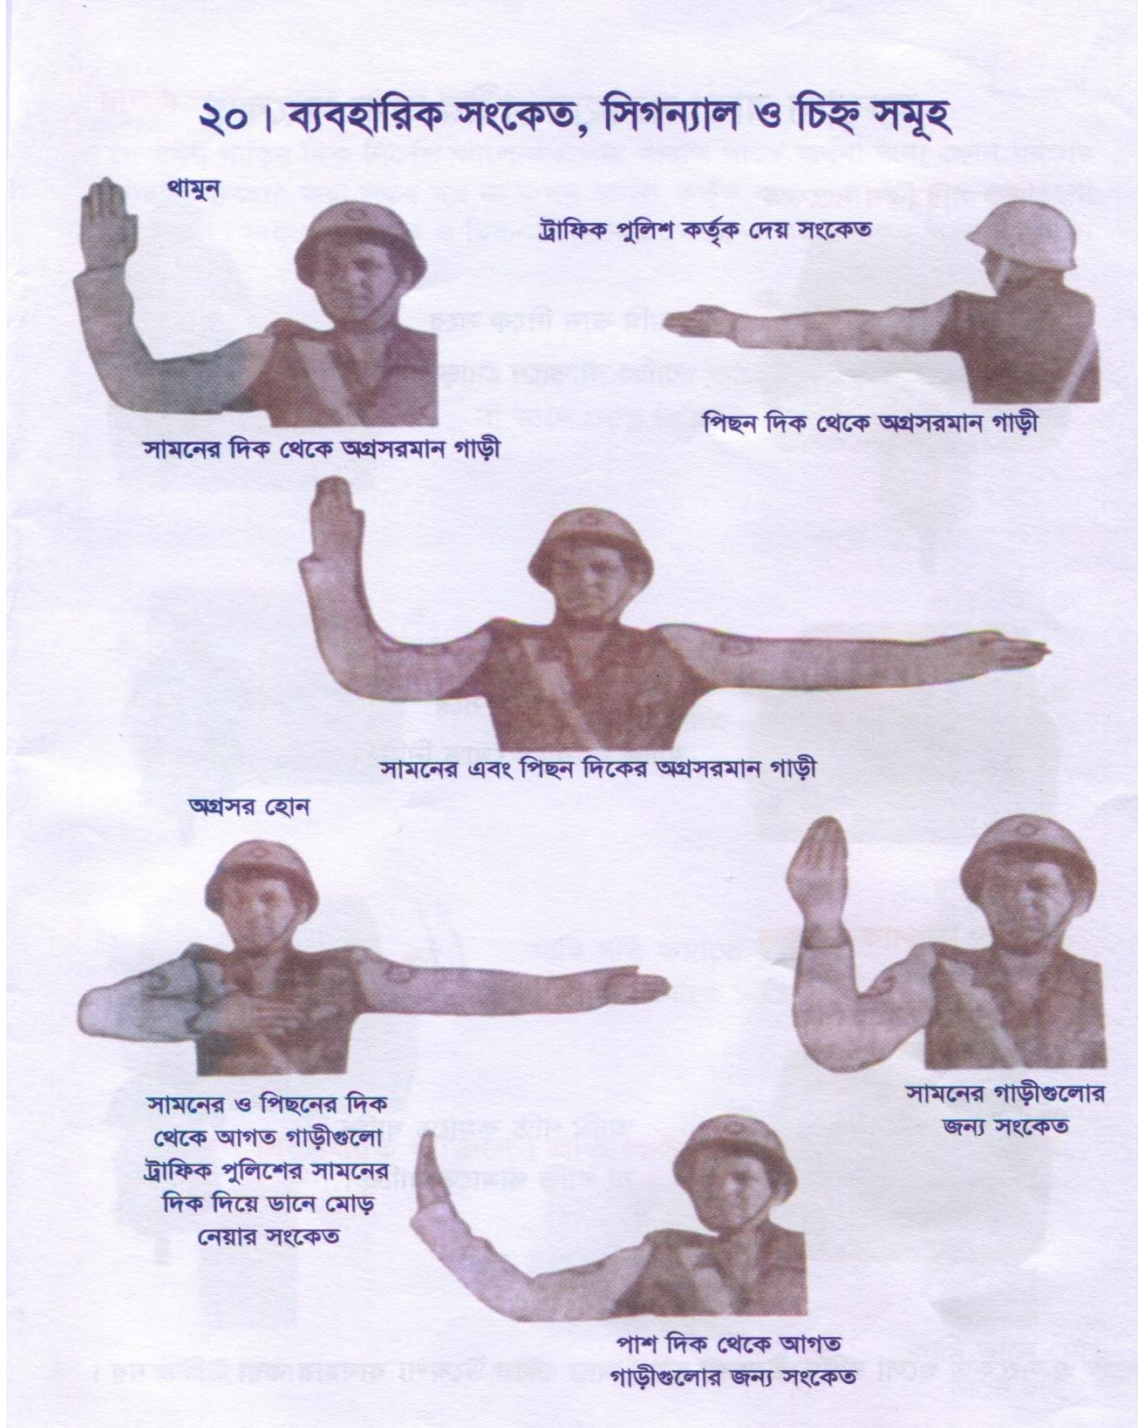 ২০। ব্যবহারিক সংকেত, সিগন্যাল ও চিহ্ন সমূহ
থামুন
ট্রাফিক পুলিশ কর্তৃক দেয় সংকেত
সামনের দিক থেকে অগ্রসরমান গাড়ী
পিছন দিক থেকে অগ্রসরমান গাড়ী
সামনের এবং পিছন দিকের অগ্রসরমান গাড়ী
অগ্রসর হোন
সামনের ও পিছনের দিক
থেকে আগত গাড়ীগুলো
ট্রাফিক পুলিশের সামনের
দিক দিয়ে ডানে মোড়
নেয়ার সংকেত
সামনের গাড়ীগুলোর
জন্য সংকেত
পাশ দিক থেকে আগত
গাড়ীগুলোর জন্য সংকেত